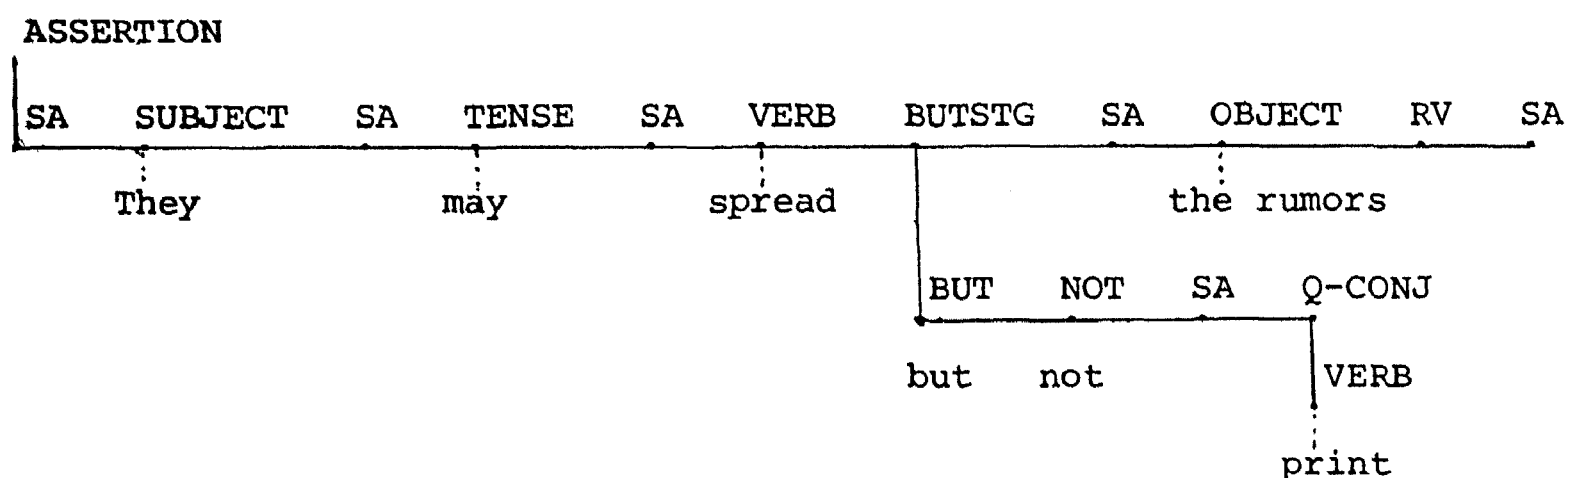 ASSERTION
SA SUBJECT SA TENSE SA VERB BUTSTG SA OBJECT RV SA
They may spread the rumors
BUT NOT SA Q-CONJ
but not VERB
print